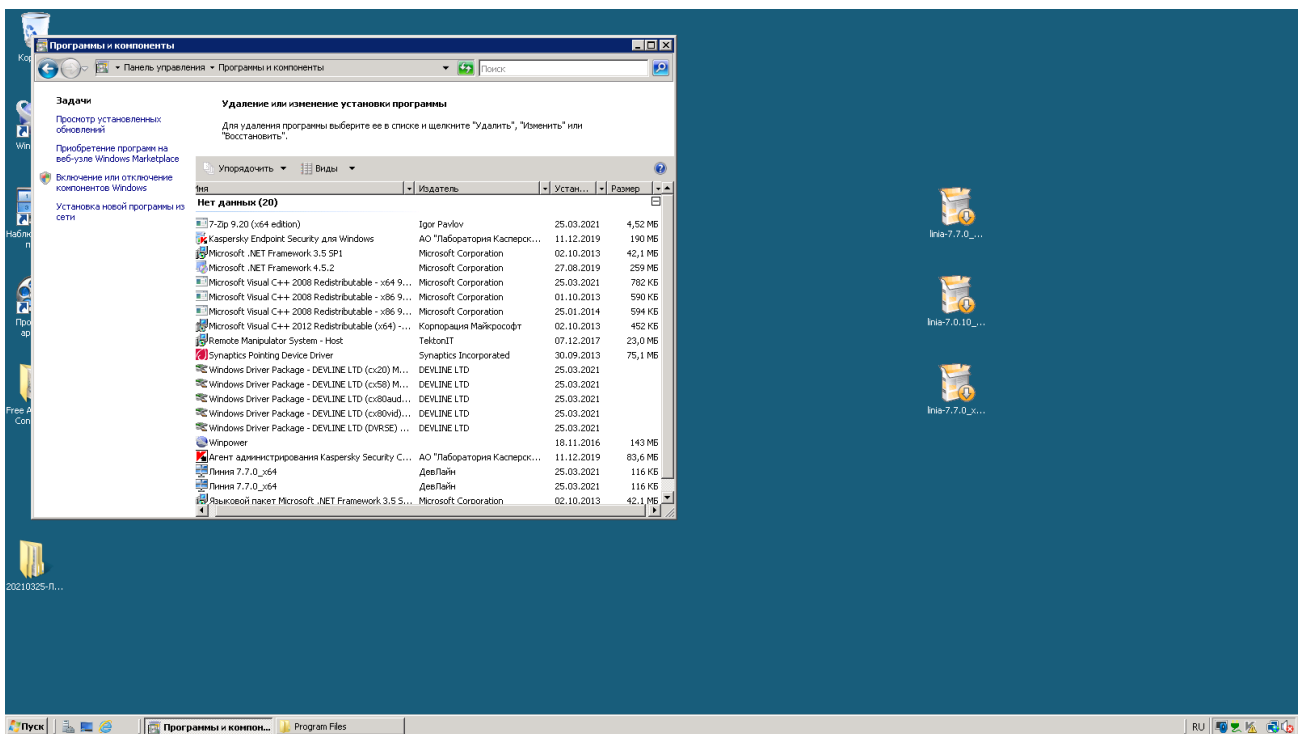 Программы и компоненты
Панель управления
Программы и компоненты
Поиск
Задачи
Просмотр установленных
обновлений
Приобретение программ на
веб-узле Windows Marketplace
Включение или отключение
компонентов Windows
Установка новой программы из
сети
Удаление или изменение установки программы
Для удаления программы выберите ее в списке и щелкните "Удалить", "Изменить" или
"Восстановить".
Упорядочить Виды
Имя Издатель Устан... Размер
Нет данных (20)
7-Zip 9.20 (x64 edition) Igor Pavlov 25.03.2021 4,52 МБ
Kaspersky Endpoint Security для Windows АО "Лаборатория Касперск... 11.12.2019 190 МБ
Microsoft .NET Framework 3.5 SP1 Microsoft Corporation 02.10.2013 42,1 МБ
Microsoft .NET Framework 4.5.2 Microsoft Corporation 27.08.2019 259 МБ
Microsoft Visual C++ 2008 Redistributable - x64 9... Microsoft Corporation 25.03.2021 782 КБ
Microsoft Visual C++ 2008 Redistributable - x86 9... Microsoft Corporation 01.10.2013 590 КБ
Microsoft Visual C++ 2008 Redistributable - x86 9... Microsoft Corporation 25.01.2014 594 КБ
Microsoft Visual C++ 2012 Redistributable (x64) -... Корпорация Майкрософт 02.10.2013 452 КБ
Remote Manipulator System - Host TektonIT 07.12.2017 23,0 МБ
Synaptics Pointing Device Driver Synaptics Incorporated 30.09.2013 75,1 МБ
Windows Driver Package - DEVLINE LTD (cx20) M... DEVLINE LTD 25.03.2021
Windows Driver Package - DEVLINE LTD (cx58) M... DEVLINE LTD 25.03.2021
Windows Driver Package - DEVLINE LTD (cx80aud... DEVLINE LTD 25.03.2021
Windows Driver Package - DEVLINE LTD (cx80vid)... DEVLINE LTD 25.03.2021
Windows Driver Package - DEVLINE LTD (DVR5E) ... DEVLINE LTD 25.03.2021
Winpower 18.11.2016 143 МБ
Агент администрирования Kaspersky Security C... АО "Лаборатория Касперск... 11.12.2019 83,6 МБ
Линия 7.7.0_x64 ДевЛайн 25.03.2021 116 КБ
Линия 7.7.0_x64 ДевЛайн 25.03.2021 116 КБ
Языковой пакет Microsoft .NET Framework 3.5 S... Microsoft Corporation 02.10.2013 42,1 МБ
Кор
Win
Наблю
п
Про
ар
Free A
Con
20210325-Л...
linia-7.7.0_...
linia-7.0.10_...
linia-7.7.0_x...
Пуск
Программы и компон...
Program Files
RU